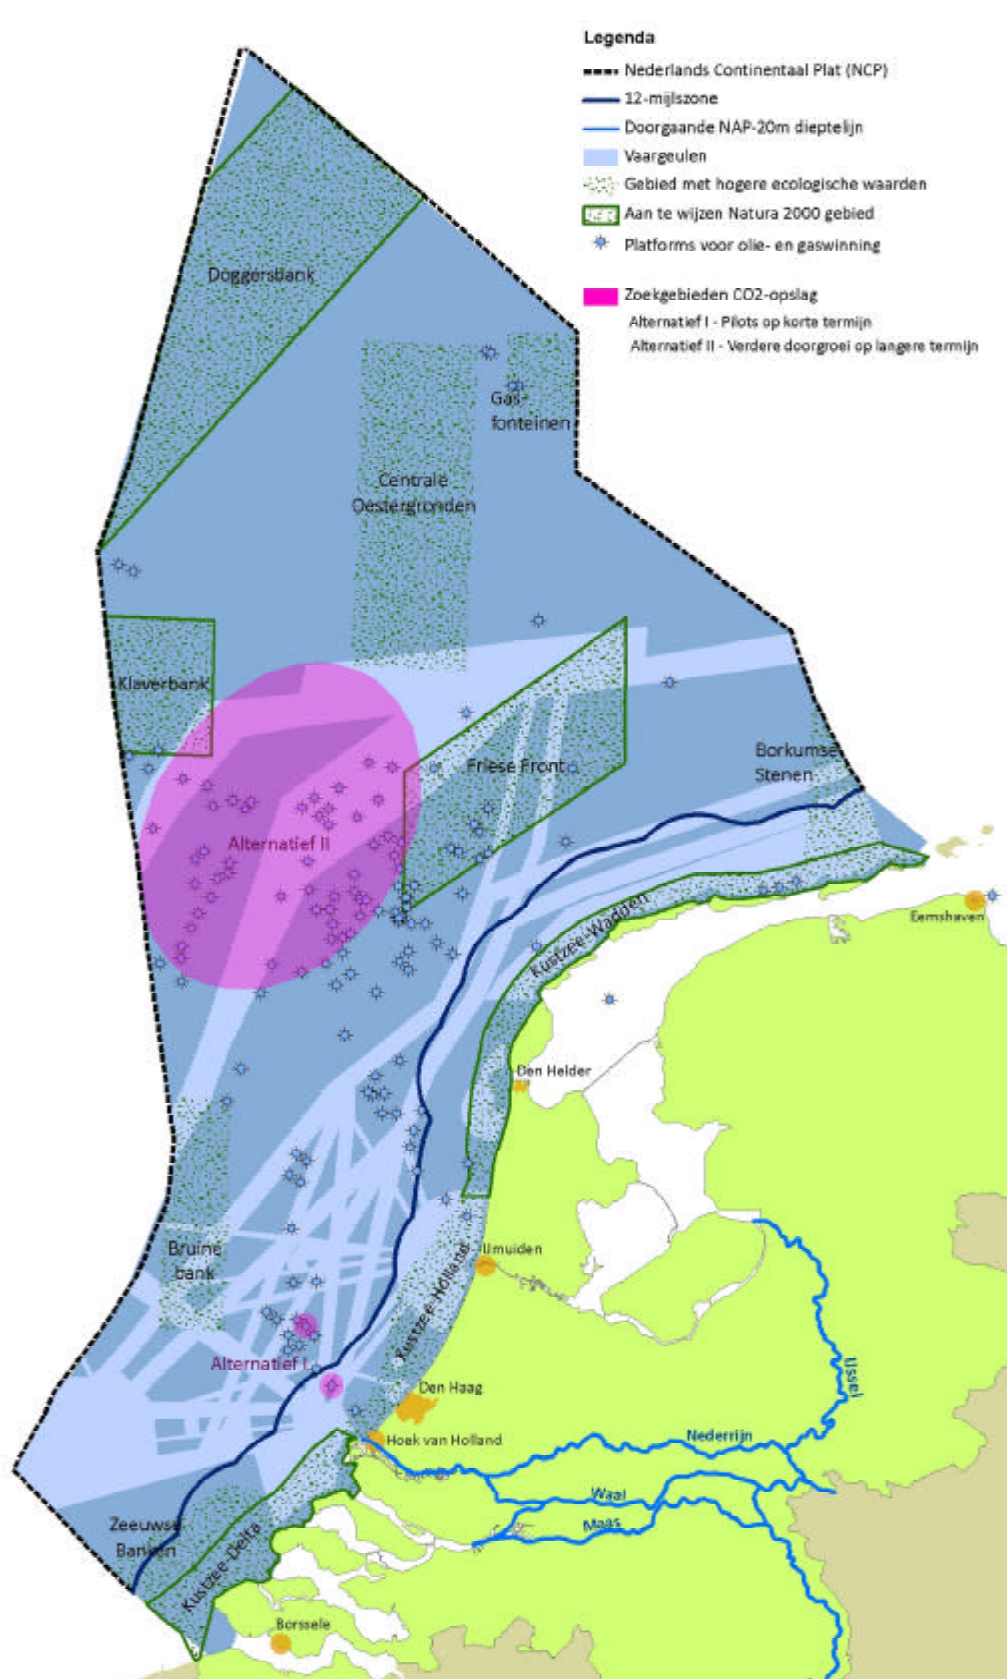 Legenda
Nederlands Continentaal Plat (NCP)
12-mijlszone
Doorgaande NAP-20m dieptelijn
Vaargeulen
Gebied met hogere ecologische waarden
Aan te wijzen Natura 2000 gebied
Platforms voor olie- en gaswinning
Zoekgebieden CO2-opslag
Alternatief I - Pilots op korte termijn
Alternatief II - Verdere doorgroei op langere termijn
Doggersbank
Gas-
fonteinen
Centrale
Oestergronden
Klaverbank
Friese Front
Borkumse
Stenen
Alternatief II
Eemshaven
Kustzee-Wadden
Den Helder
IJmuiden
Bruine
bank
Kustzee-Holland
Alternatief I
Den Haag
IJssel
Hoek van Holland
Nederrijn
Waal
Maas
Zeeuwse
Banken
Kustzee-Delta
Borssele